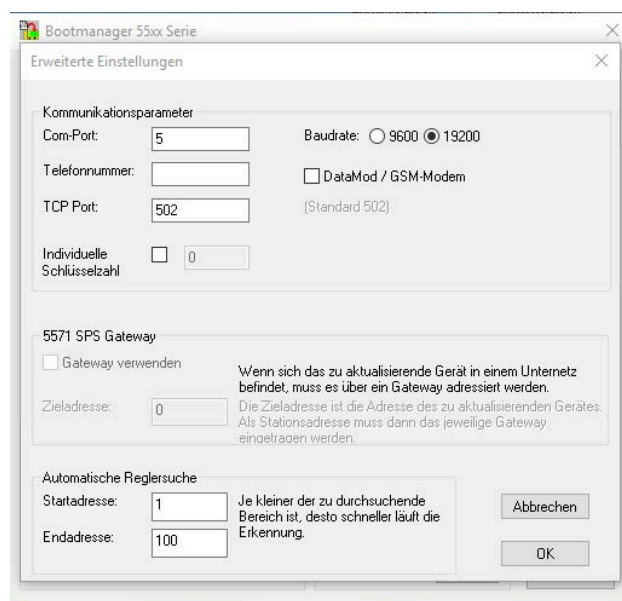 Bootmanager 55xx Serie
Erweiterte Einstellungen
Kommunikationsparameter
Com-Port: 5 Baudrate: 9600 19200
Telefonnummer: DataMod / GSM-Modem
TCP Port: 502 (Standard 502)
Individuelle
Schlüsselzahl 0
5571 SPS Gateway
Gateway verwenden
Wenn sich das zu aktualisierende Gerät in einem Unternetz
befindet, muss es über ein Gateway adressiert werden.
Zieladresse: 0
Die Zieladresse ist die Adresse des zu aktualisierenden Gerätes.
Als Stationsadresse muss dann das jeweilige Gateway
eingetragen werden.
Automatische Reglersuche
Startadresse: 1
Endadresse: 100
Je kleiner der zu durchsuchende
Bereich ist, desto schneller läuft die
Erkennung.
Abbrechen
OK